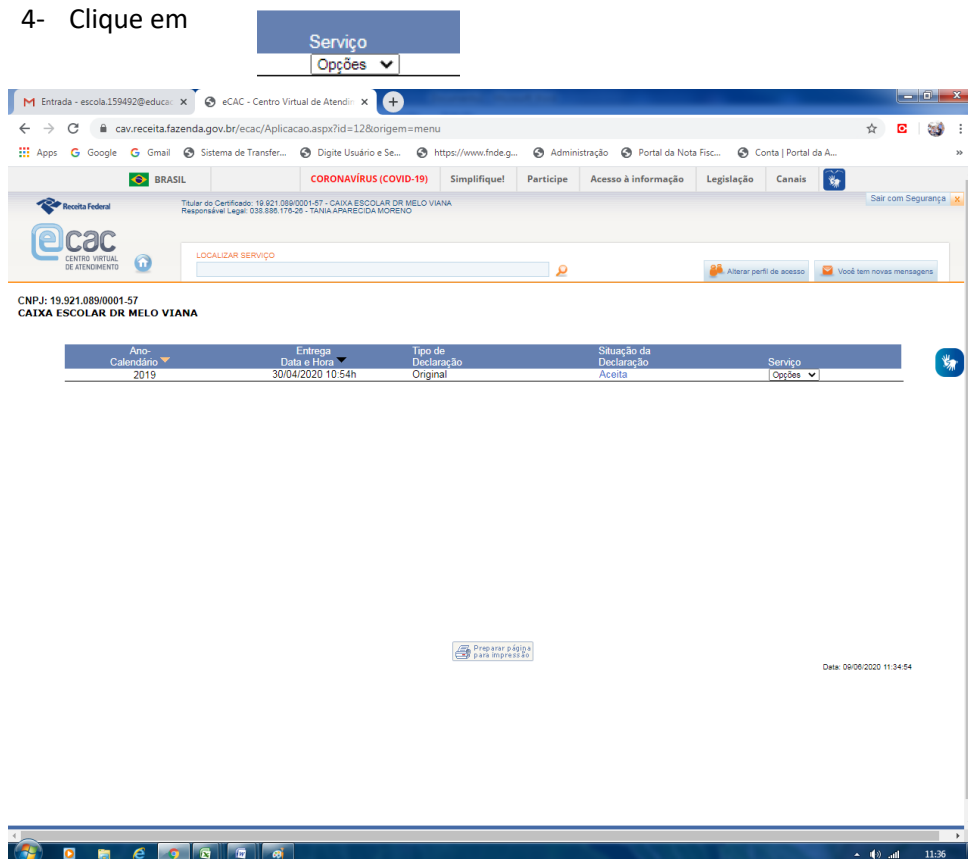 4- Clique em
Serviço
Opções
Entrada - escola.159492@educac
eCAC - Centro Virtual de Atendim
cav.receita.fazenda.gov.br/ecac/Aplicacao.aspx?id=12&origem=menu
Apps Google Gmail Sistema de Transfer... Digite Usuário e Se... https://www.fnde.g... Administração Portal da Nota Fisc... Conta | Portal da A... »
BRASIL CORONAVÍRUS (COVID-19) Simplifique! Participe Acesso à informação Legislação Canais
Receita Federal
Titular do Certificado: 19.921.089/0001-57 - CAIXA ESCOLAR DR MELO VIANA
Responsável Legal: 038.886.176-26 - TANIA APARECIDA MORENO
Sair com Segurança x
ecac
CENTRO VIRTUAL
DE ATENDIMENTO
LOCALIZAR SERVIÇO
Alterar perfil de acesso
Você tem novas mensagens
CNPJ: 19.921.089/0001-57
CAIXA ESCOLAR DR MELO VIANA
Ano-Calendário Entrega Data e Hora Tipo de Declaração Situação da Declaração Serviço
2019 30/04/2020 10:54h Original Aceita Opções
Preparar página
para impressão
Data: 09/06/2020 11:34:54
11:36